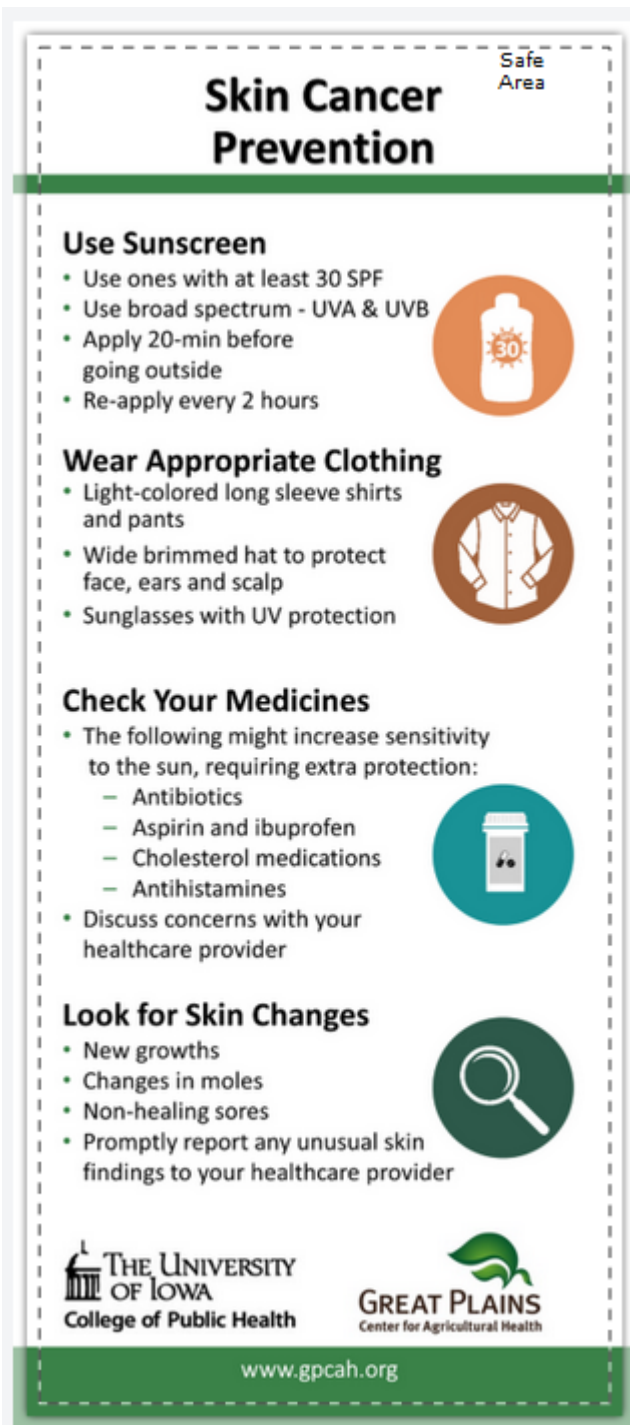 Safe
Area
Skin Cancer
Prevention
Use Sunscreen
• Use ones with at least 30 SPF
• Use broad spectrum - UVA & UVB
• Apply 20-min before
going outside
• Re-apply every 2 hours
SPF
30
Wear Appropriate Clothing
• Light-colored long sleeve shirts
and pants
• Wide brimmed hat to protect
face, ears and scalp
• Sunglasses with UV protection
Check Your Medicines
• The following might increase sensitivity
to the sun, requiring extra protection:
– Antibiotics
– Aspirin and ibuprofen
– Cholesterol medications
– Antihistamines
• Discuss concerns with your
healthcare provider
Look for Skin Changes
• New growths
• Changes in moles
• Non-healing sores
• Promptly report any unusual skin
findings to your healthcare provider
THE UNIVERSITY
OF IOWA
College of Public Health
GREAT PLAINS
Center for Agricultural Health
www.gpcah.org